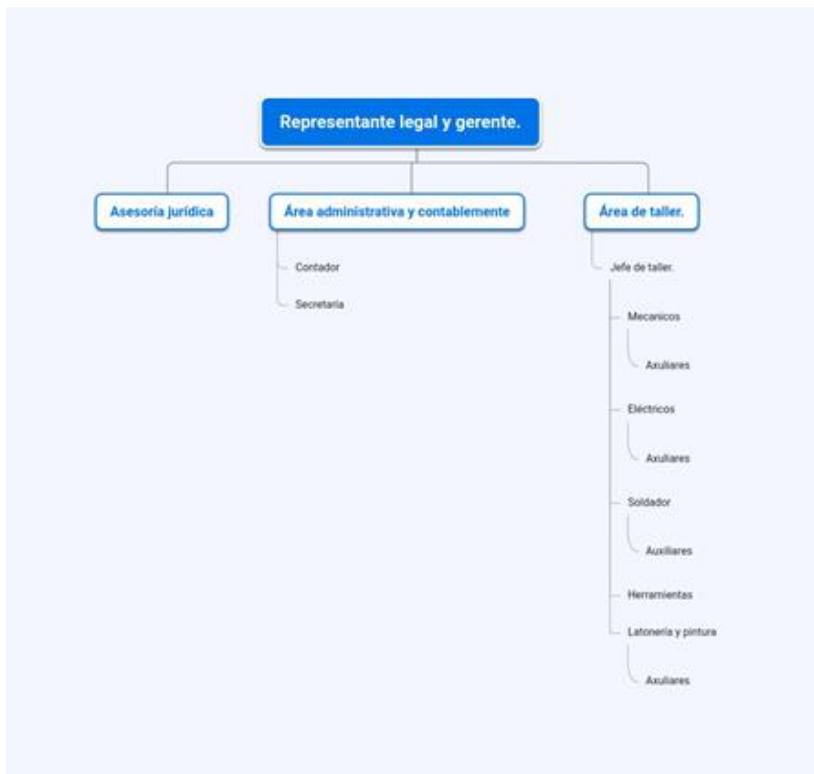 Representante legal y gerente.
Asesoría jurídica
Área administrativa y contablemente
Área de taller.
Contador
Secretaria
Jefe de taller.
Mecanicos
Axuliares
Eléctricos
Axuliares
Soldador
Auxiliares
Herramientas
Latonería y pintura
Axuliares